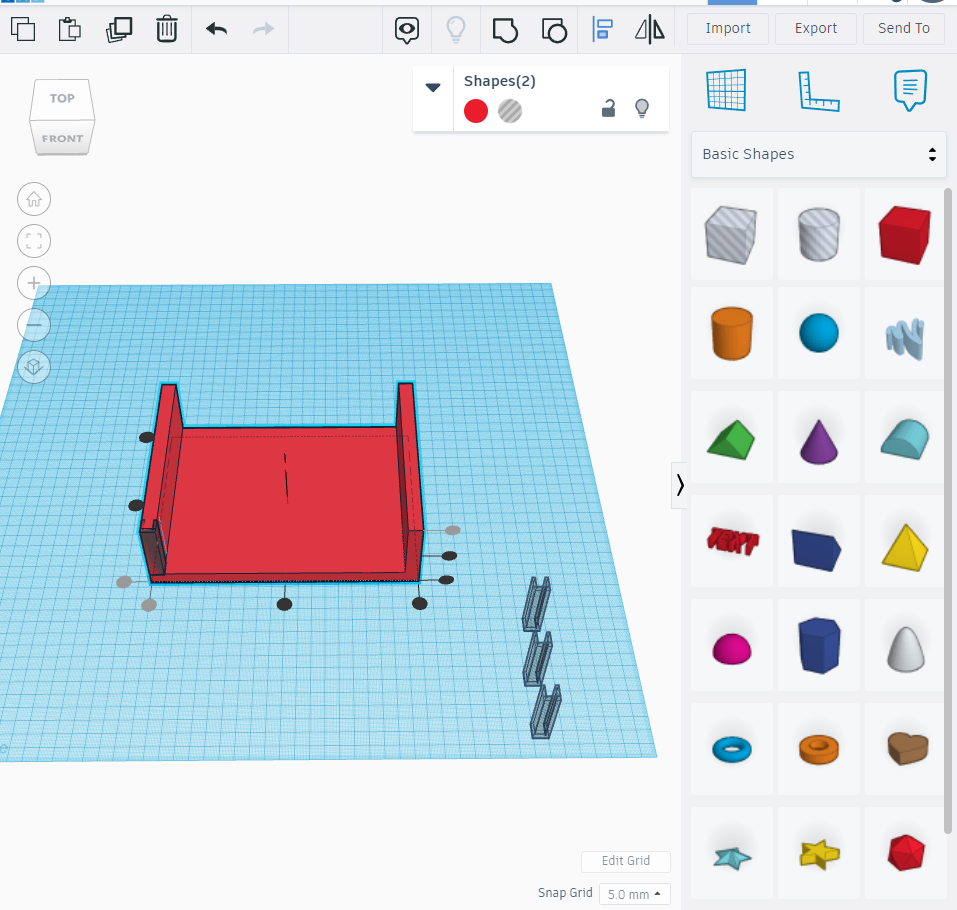 Import
Export
Send To
TOP
FRONT
Shapes(2)
Basic Shapes
TEXT
Edit Grid
Snap Grid
5.0 mm